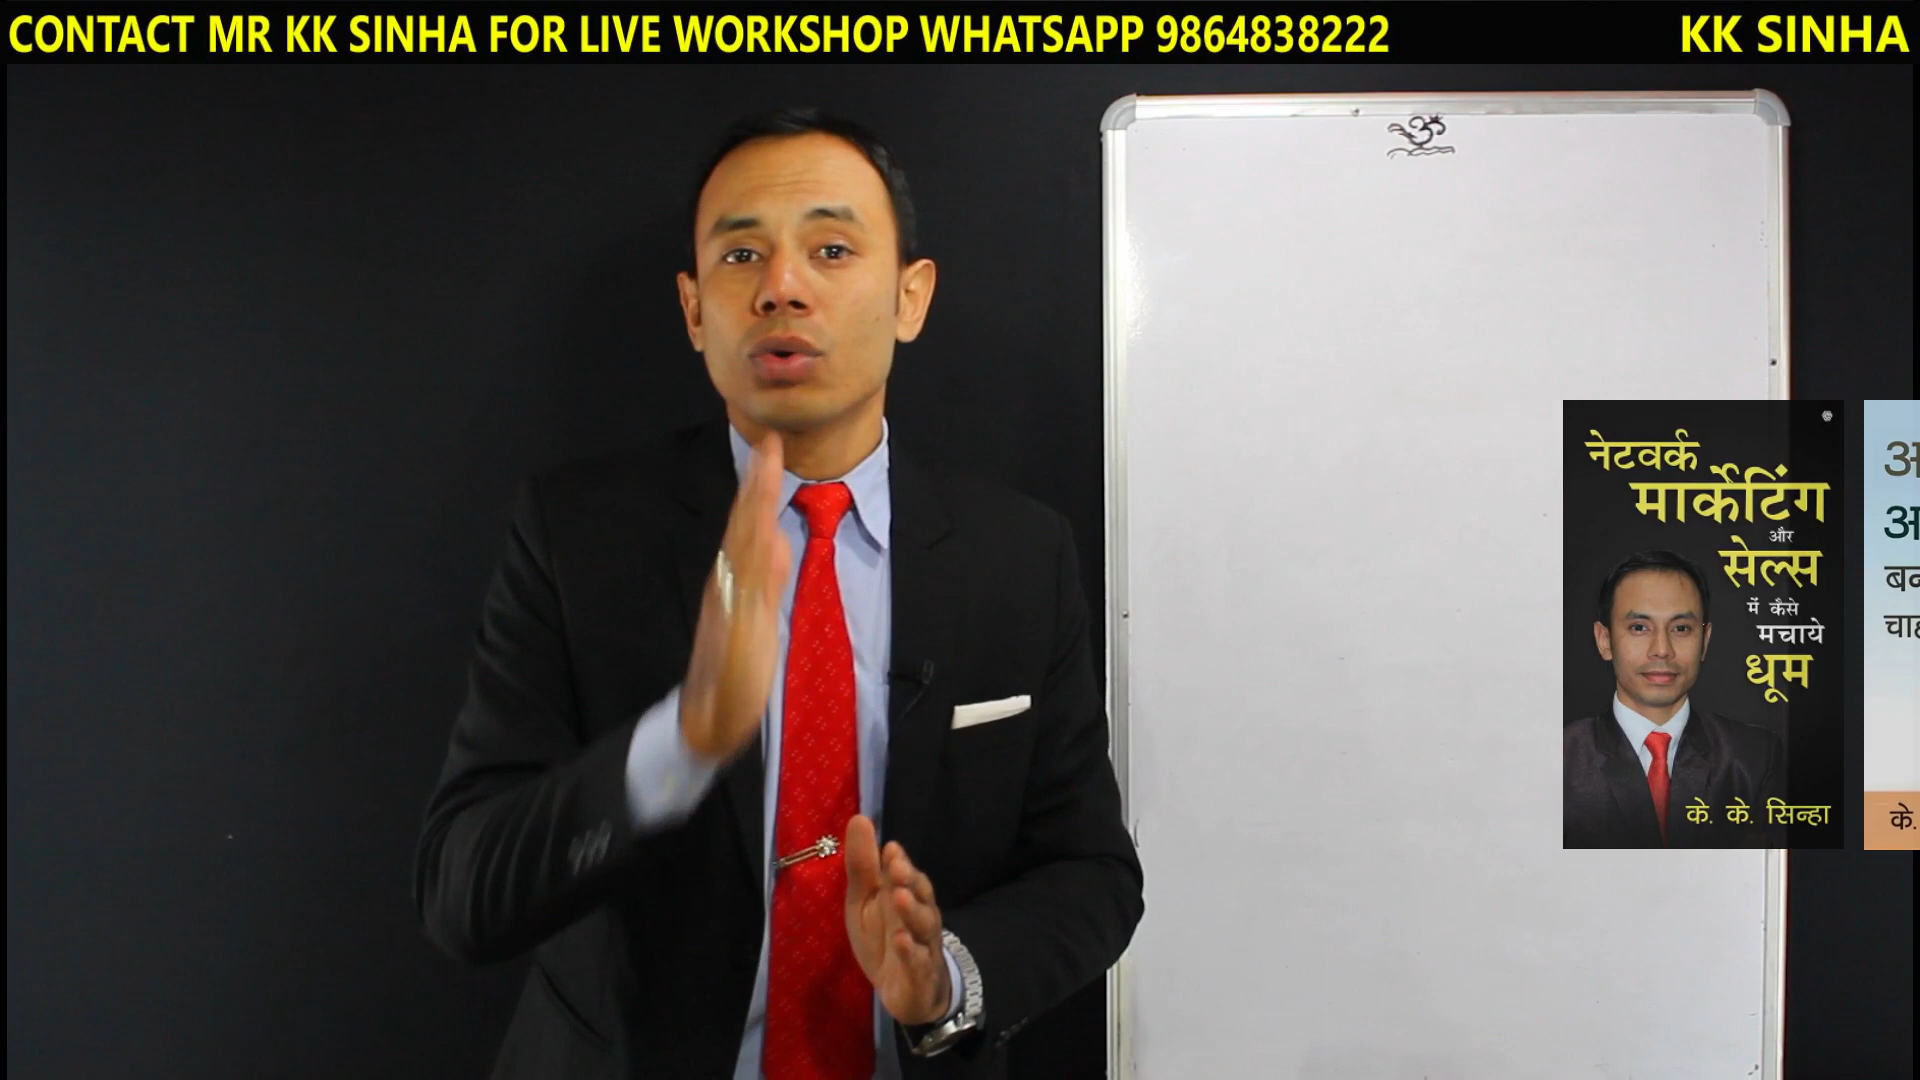 CONTACT MR KK SINHA FOR LIVE WORKSHOP WHATSAPP 9864838222
KK SINHA
ॐ
नेटवर्क
मार्केटिंग
और
सेल्स
में कैसे
मचाये
धूम
के. के. सिन्हा
के.